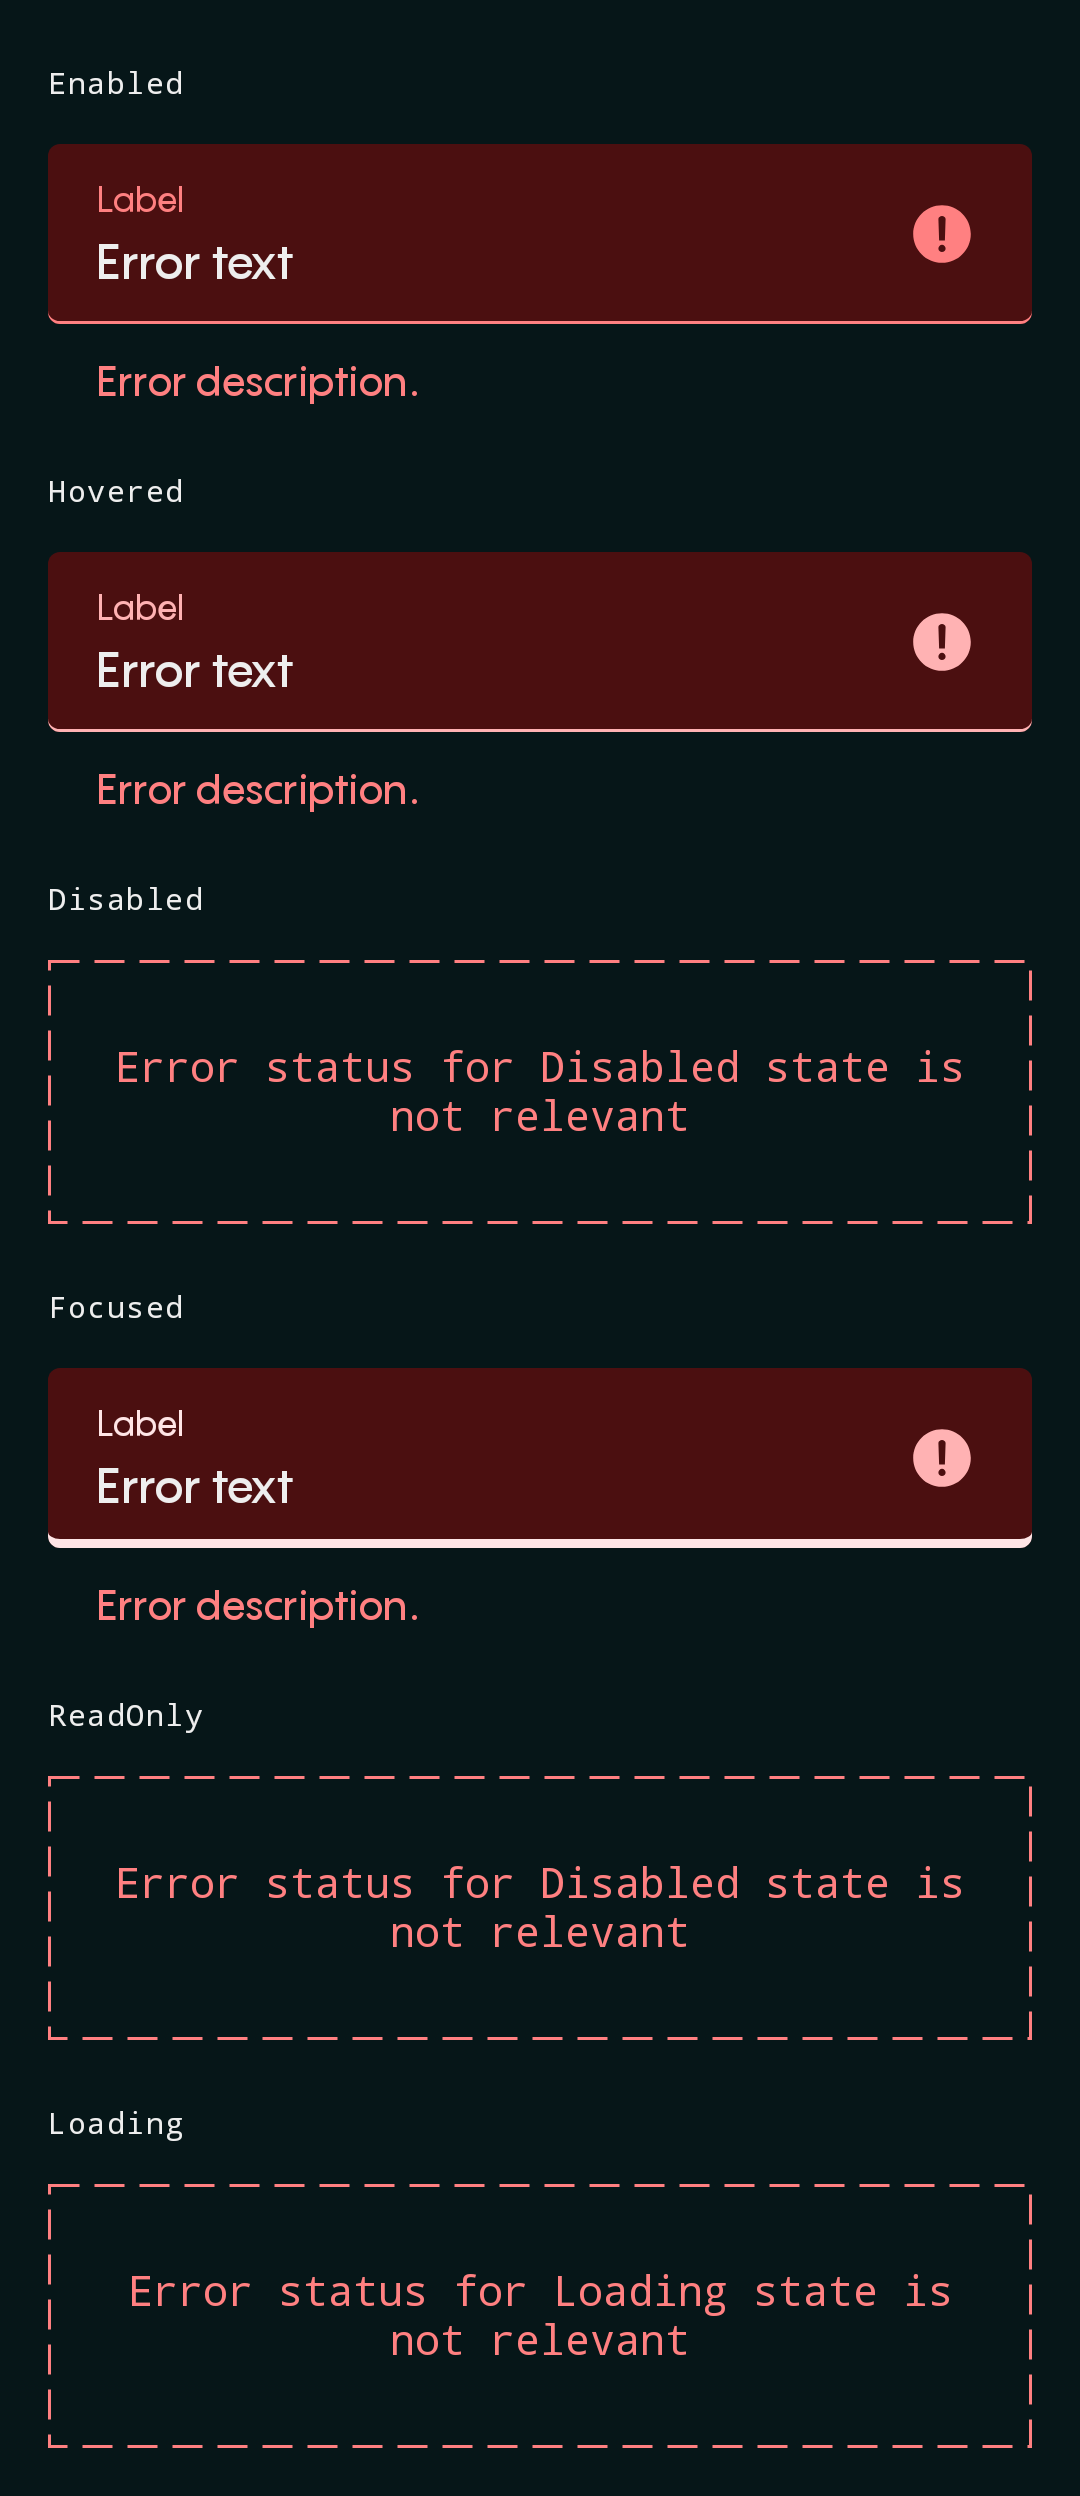 Enabled
Label
Error text
Error description.
Hovered
Label
Error text
Error description.
Disabled
Error status for Disabled state is
not relevant
Focused
Label
Error text
Error description.
ReadOnly
Error status for Disabled state is
not relevant
Loading
Error status for Loading state is
not relevant